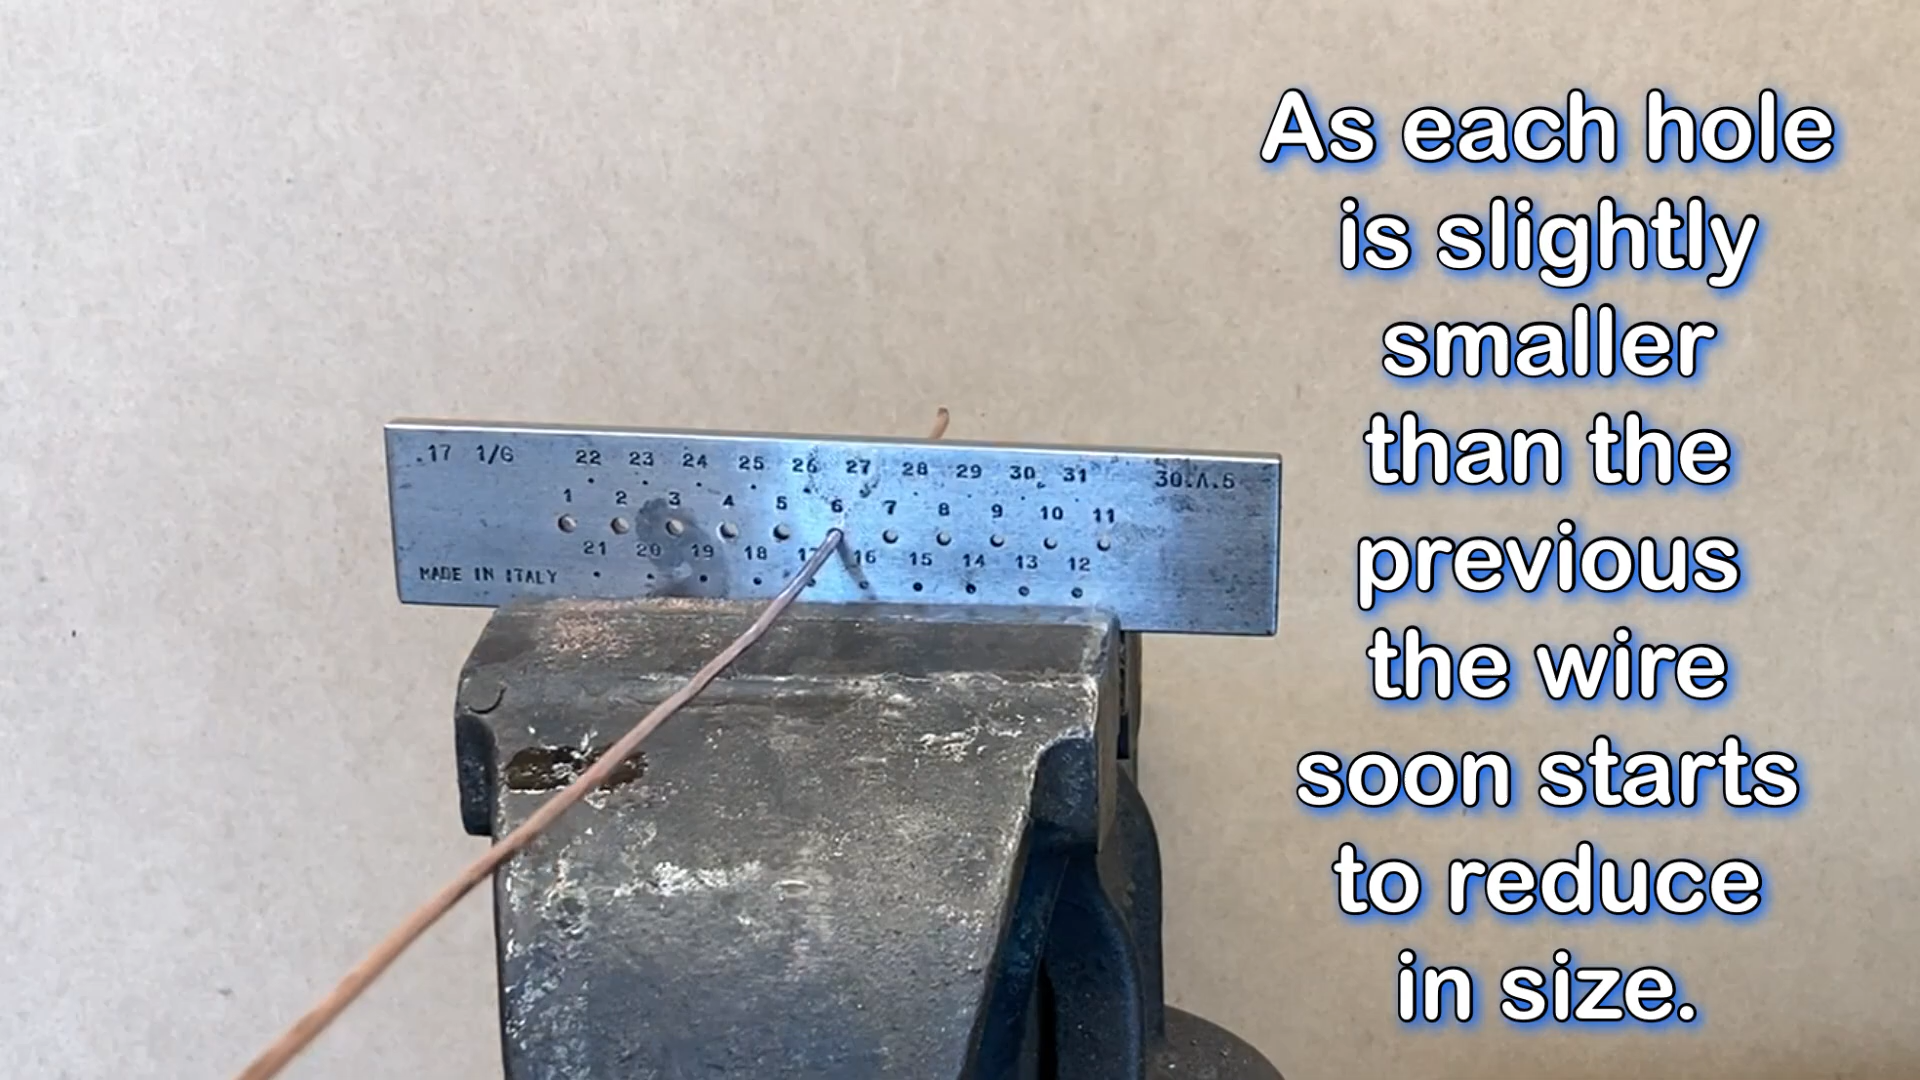 .17 1/G 22 23 24 25 26 27 28 29 30 31 30.A.6
1 2 3 4 5 6 7 8 9 10 11
21 20 19 18 17 16 15 14 13 12
MADE IN ITALY
As each hole
is slightly
smaller
than the
previous
the wire
soon starts
to reduce
in size.